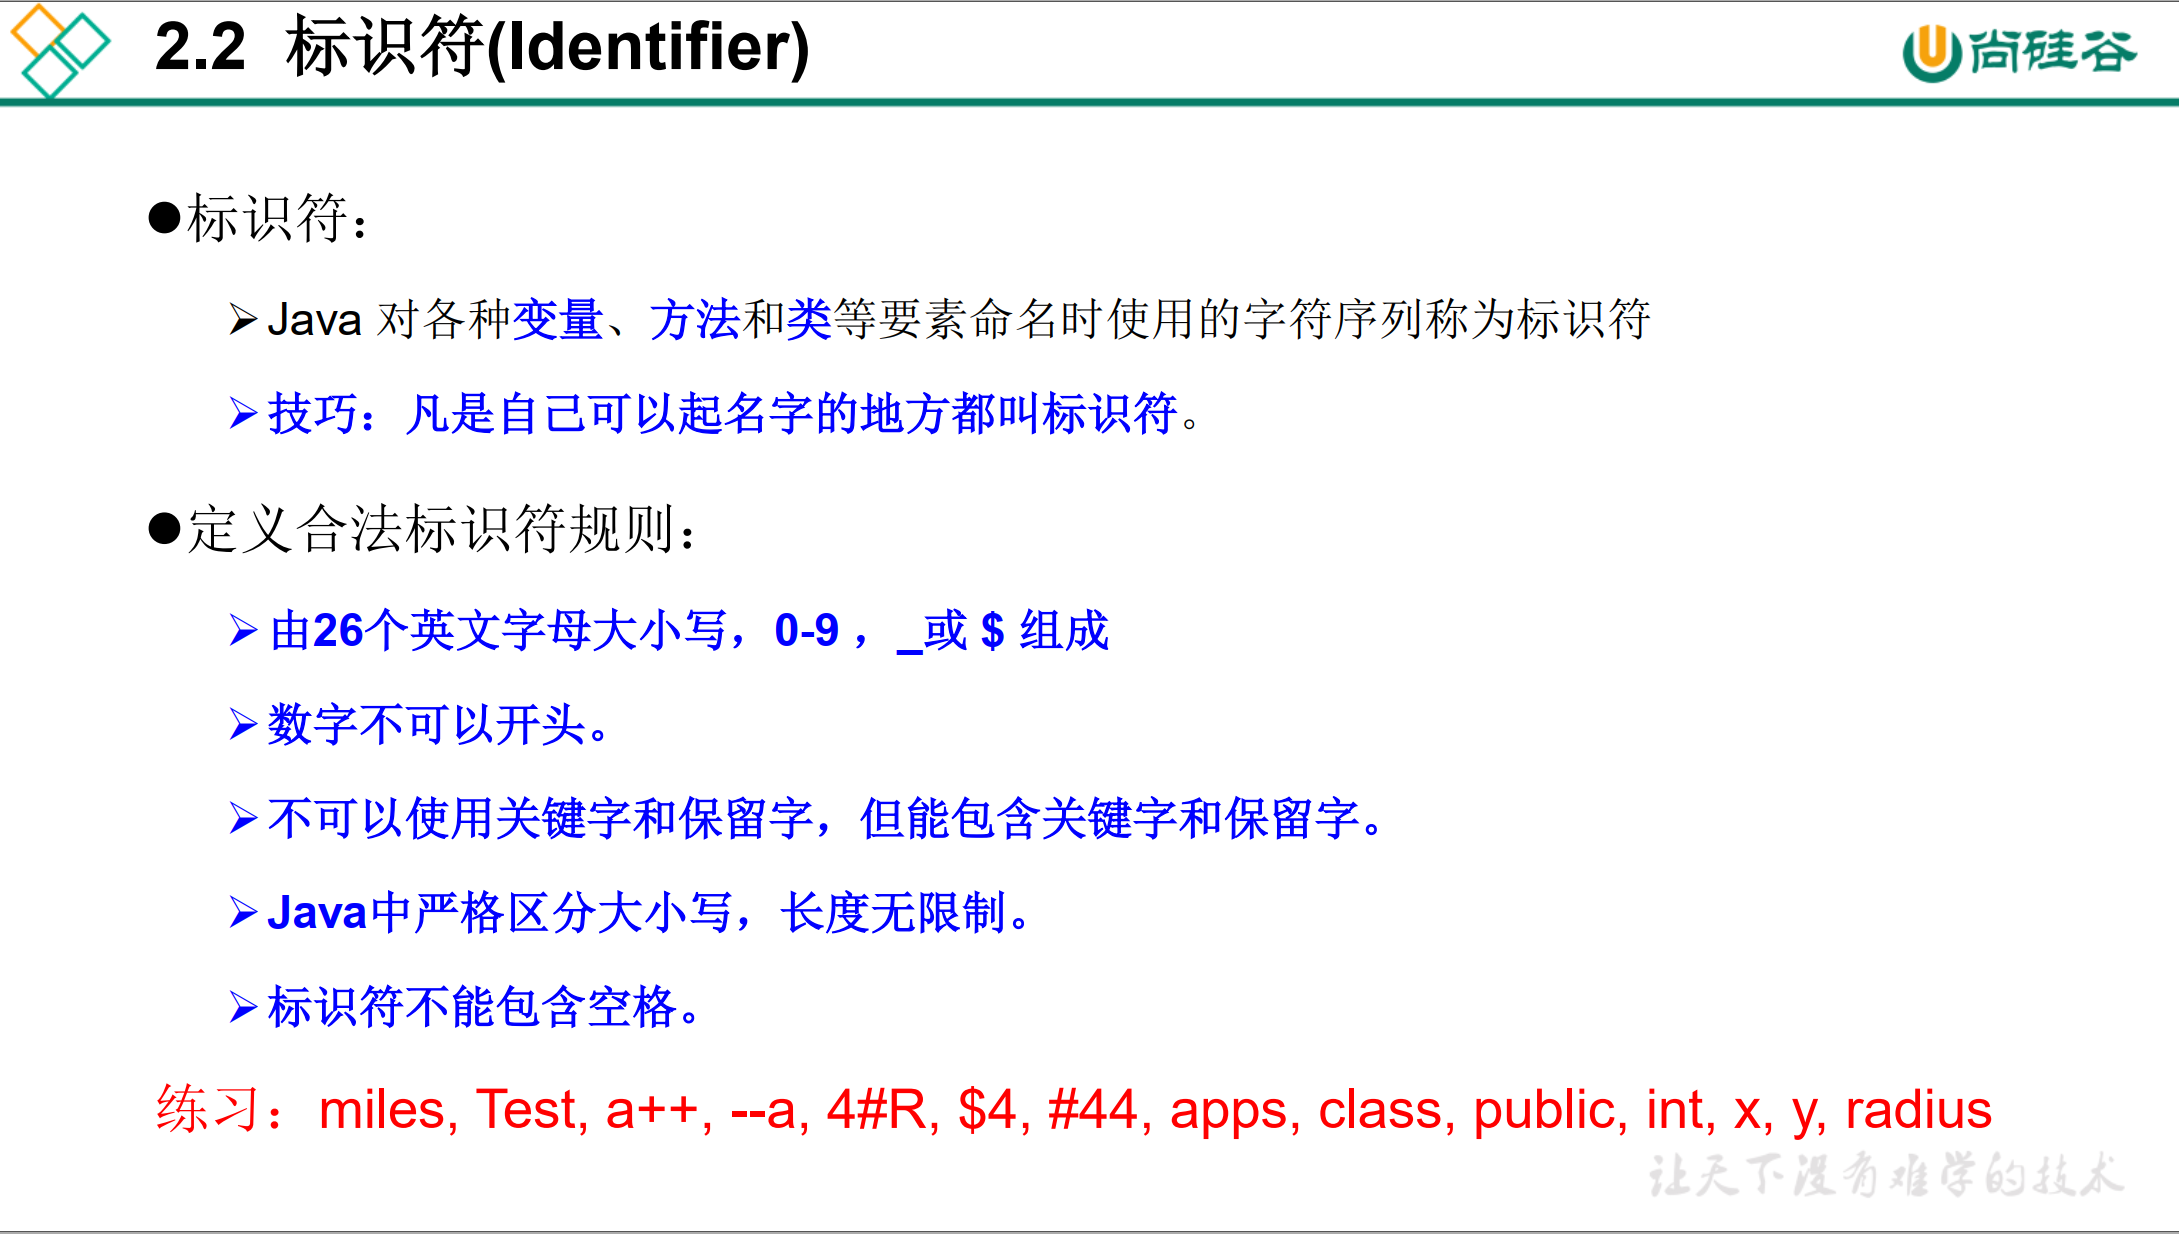 2.2 标识符(Identifier)
尚硅谷
●标识符：
➢Java 对各种变量、方法和类等要素命名时使用的字符序列称为标识符
➢技巧：凡是自己可以起名字的地方都叫标识符。
●定义合法标识符规则：
➢由26个英文字母大小写，0-9 ，_或 $ 组成
➢数字不可以开头。
➢不可以使用关键字和保留字，但能包含关键字和保留字。
➢Java中严格区分大小写，长度无限制。
➢标识符不能包含空格。
练习：miles, Test, a++, --a, 4#R, $4, #44, apps, class, public, int, x, y, radius
让天下没有难学的技术